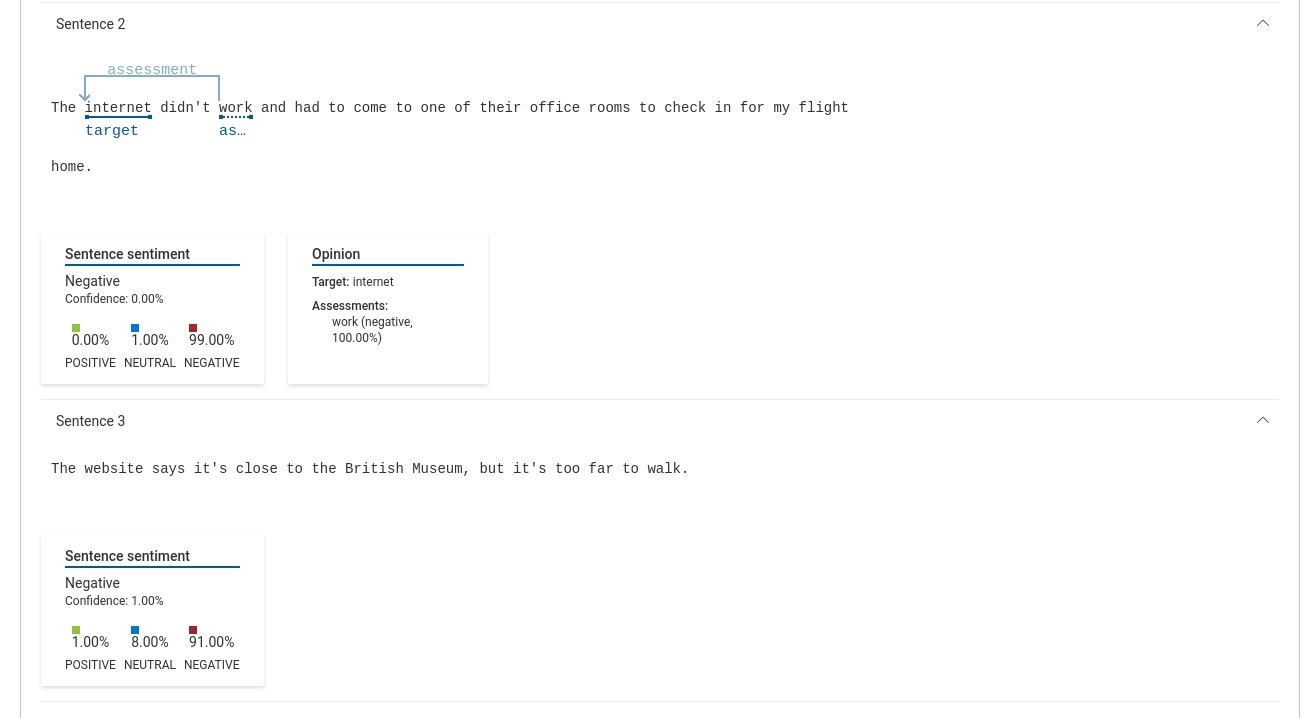 Sentence 2
assessment
The internet didn't work and had to come to one of their office rooms to check in for my flight
target as…
home.
Sentence sentiment
Negative
Confidence: 0.00%
0.00% 1.00% 99.00%
POSITIVE NEUTRAL NEGATIVE
Opinion
Target: internet
Assessments:
work (negative,
100.00%)
Sentence 3
The website says it's close to the British Museum, but it's too far to walk.
Sentence sentiment
Negative
Confidence: 1.00%
1.00% 8.00% 91.00%
POSITIVE NEUTRAL NEGATIVE